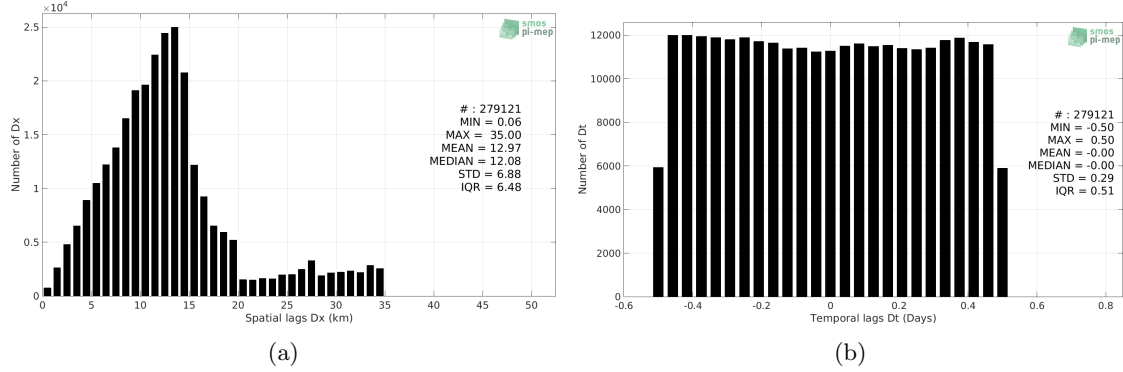 ×10⁴
2.5
2
1.5
1
0.5
0
Number of Dx
smos
pi-mep
# : 279121
MIN = 0.06
MAX = 35.00
MEAN = 12.97
MEDIAN = 12.08
STD = 6.88
IQR = 6.48
0 5 10 15 20 25 30 35 40 45 50
Spatial lags Dx (km)
(a)
12000
10000
8000
6000
4000
2000
0
Number of Dt
smos
pi-mep
# : 279121
MIN = -0.50
MAX = 0.50
MEAN = -0.00
MEDIAN = -0.00
STD = 0.29
IQR = 0.51
-0.6 -0.4 -0.2 0 0.2 0.4 0.6 0.8
Temporal lags Dt (Days)
(b)